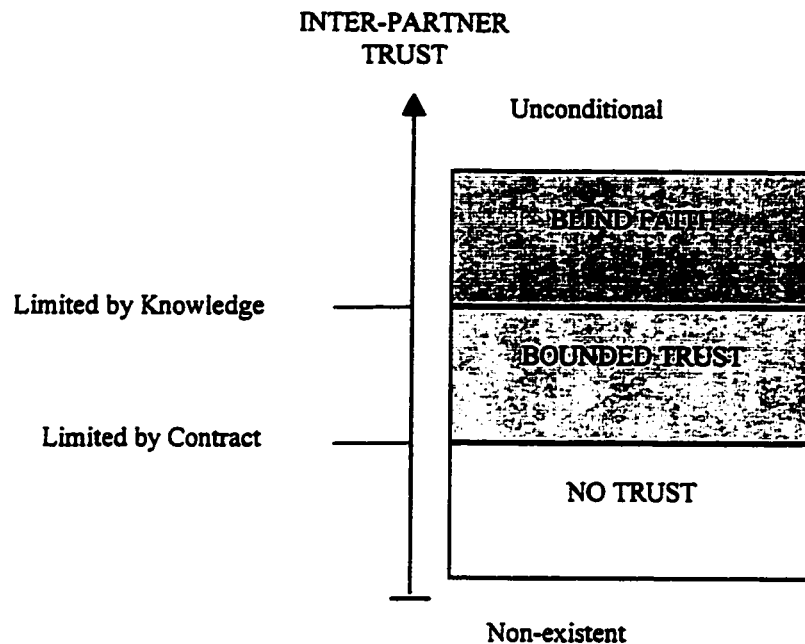 INTER-PARTNER
TRUST
Unconditional
BLIND FAITH
Limited by Knowledge
BOUNDED TRUST
Limited by Contract
NO TRUST
Non-existent